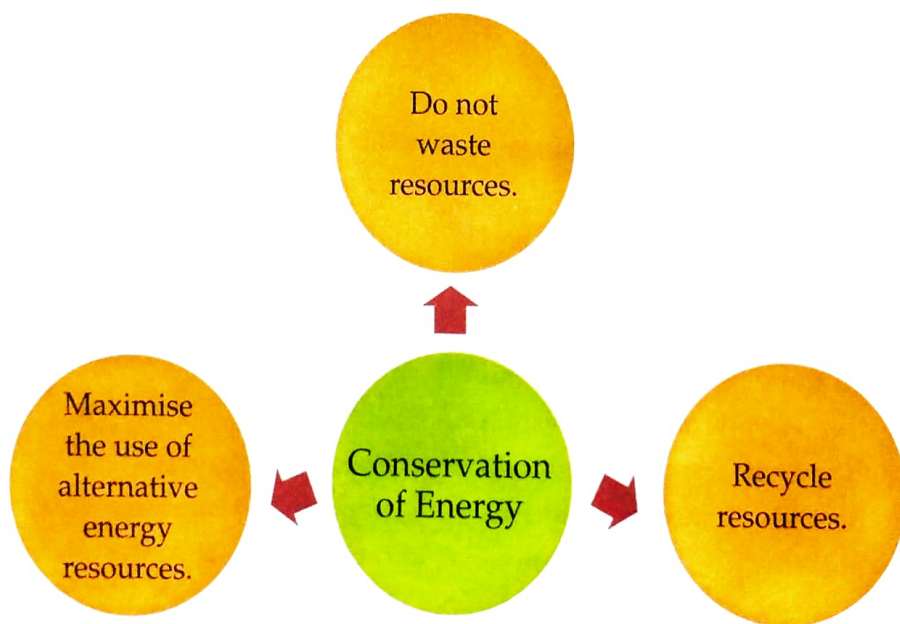 Do not
waste
resources.
Maximise
the use of
alternative
energy
resources.
Conservation
of Energy
Recycle
resources.